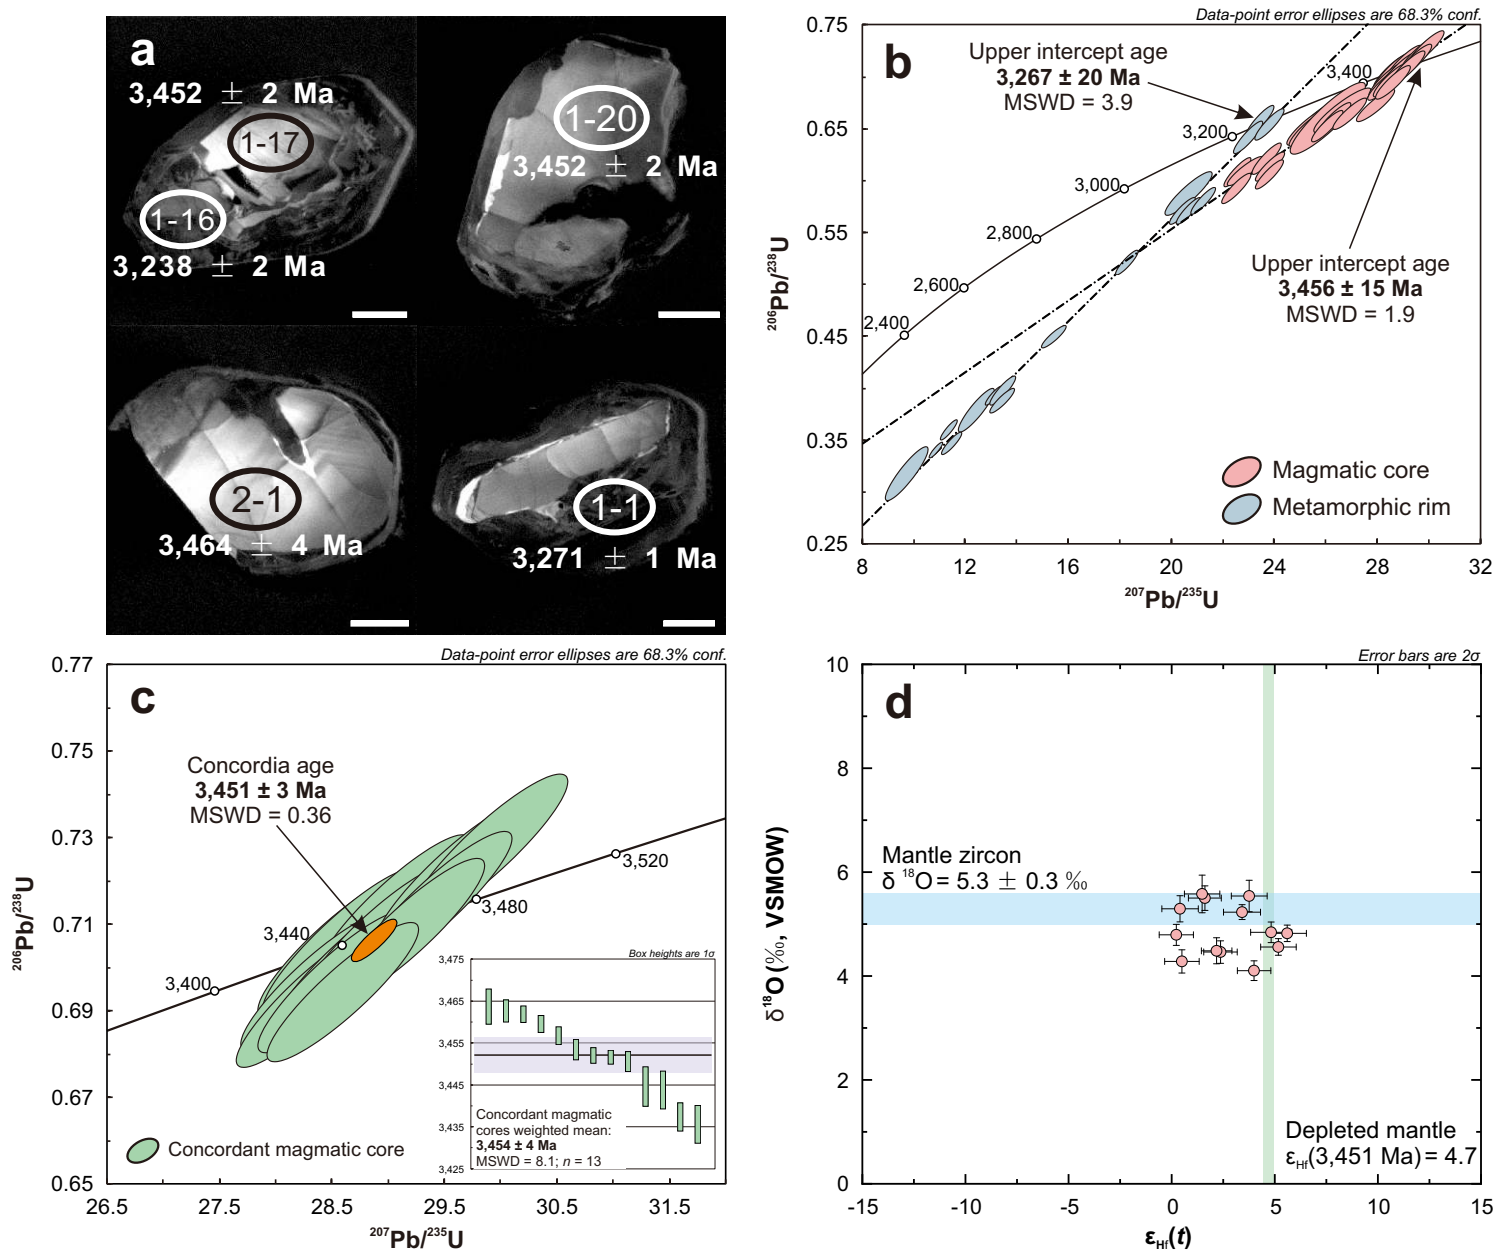 a
3,452 ± 2 Ma
1-17
1-16
3,238 ± 2 Ma
1-20
3,452 ± 2 Ma
2-1
3,464 ± 4 Ma
1-1
3,271 ± 1 Ma
Data-point error ellipses are 68.3% conf.
b
0.75
0.65
0.55
0.45
0.35
0.25
²⁰⁶Pb/²³⁸U
Upper intercept age
3,267 ± 20 Ma
MSWD = 3.9
3,400
3,200
3,000
2,800
2,600
2,400
Upper intercept age
3,456 ± 15 Ma
MSWD = 1.9
Magmatic core
Metamorphic rim
8 12 16 20 24 28 32
²⁰⁷Pb/²³⁵U
Data-point error ellipses are 68.3% conf.
c
0.77
0.75
0.73
0.71
0.69
0.67
0.65
²⁰⁶Pb/²³⁸U
Concordia age
3,451 ± 3 Ma
MSWD = 0.36
3,520
3,480
3,440
3,400
Box heights are 1σ
3,475
3,465
3,455
3,445
3,435
3,425
Concordant magmatic
cores weighted mean:
3,454 ± 4 Ma
MSWD = 8.1; n = 13
Concordant magmatic core
26.5 27.5 28.5 29.5 30.5 31.5
²⁰⁷Pb/²³⁵U
Error bars are 2σ
d
10
8
6
4
2
0
δ¹⁸O (‰, VSMOW)
Mantle zircon
δ ¹⁸O = 5.3 ± 0.3 ‰
Depleted mantle
εHf(3,451 Ma) = 4.7
-15 -10 -5 0 5 10 15
εHf(t)